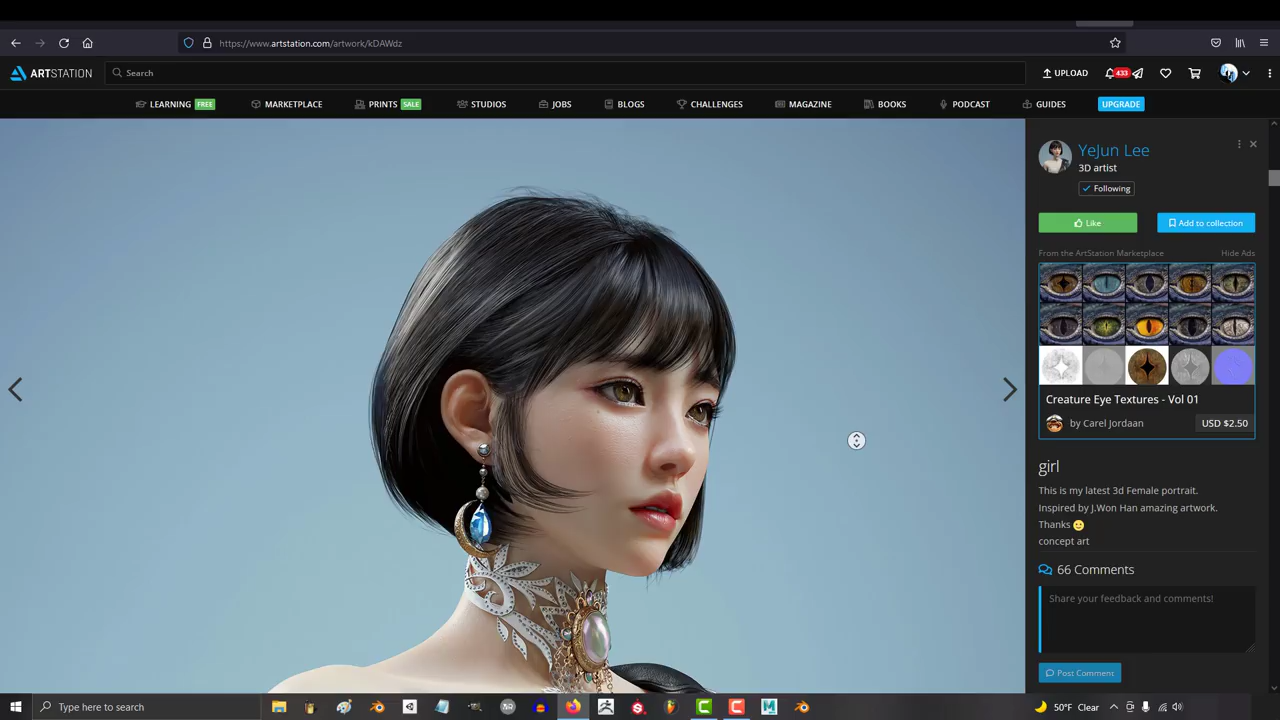 https://www.artstation.com/artwork/kDAWdz
ARTSTATION
Search
UPLOAD
433
LEARNING FREE
MARKETPLACE
PRINTS SALE
STUDIOS
JOBS
BLOGS
CHALLENGES
MAGAZINE
BOOKS
PODCAST
GUIDES
UPGRADE
YeJun Lee
3D artist
Following
Like
Add to collection
From the ArtStation Marketplace
Hide Ads
Creature Eye Textures - Vol 01
by Carel Jordaan
USD $2.50
girl
This is my latest 3d Female portrait.
Inspired by J.Won Han amazing artwork.
Thanks 🙂
concept art
66 Comments
Share your feedback and comments!
Post Comment
Type here to search
50°F Clear